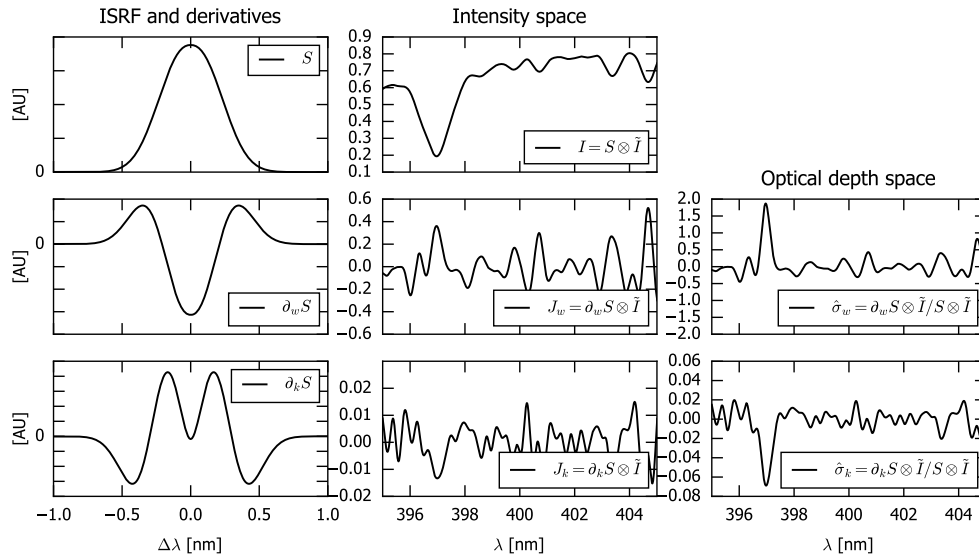 ISRF and derivatives
Intensity space
[AU]
0
S
0.9
0.8
0.7
0.6
0.5
0.4
0.3
0.2
0.1
I = S ⊗ Ĩ
Optical depth space
[AU]
0
∂_w S
0.6
0.4
0.2
0.0
−0.2
−0.4
−0.6
J_w = ∂_w S ⊗ Ĩ
2.0
1.5
1.0
0.5
0.0
−0.5
−1.0
−1.5
−2.0
σ̂_w = ∂_w S ⊗ Ĩ/S ⊗ Ĩ
[AU]
0
∂_k S
0.02
0.01
0.00
−0.01
−0.02
J_k = ∂_k S ⊗ Ĩ
0.06
0.04
0.02
0.00
−0.02
−0.04
−0.06
−0.08
σ̂_k = ∂_k S ⊗ Ĩ/S ⊗ Ĩ
−1.0 −0.5 0.0 0.5 1.0
396 398 400 402 404
396 398 400 402 404
Δλ [nm]
λ [nm]
λ [nm]